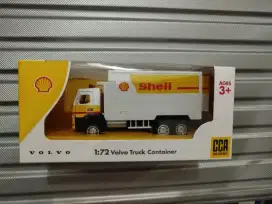 Shell
AGES
3+
VOLVO
1:72 Volvo Truck Container
CCA